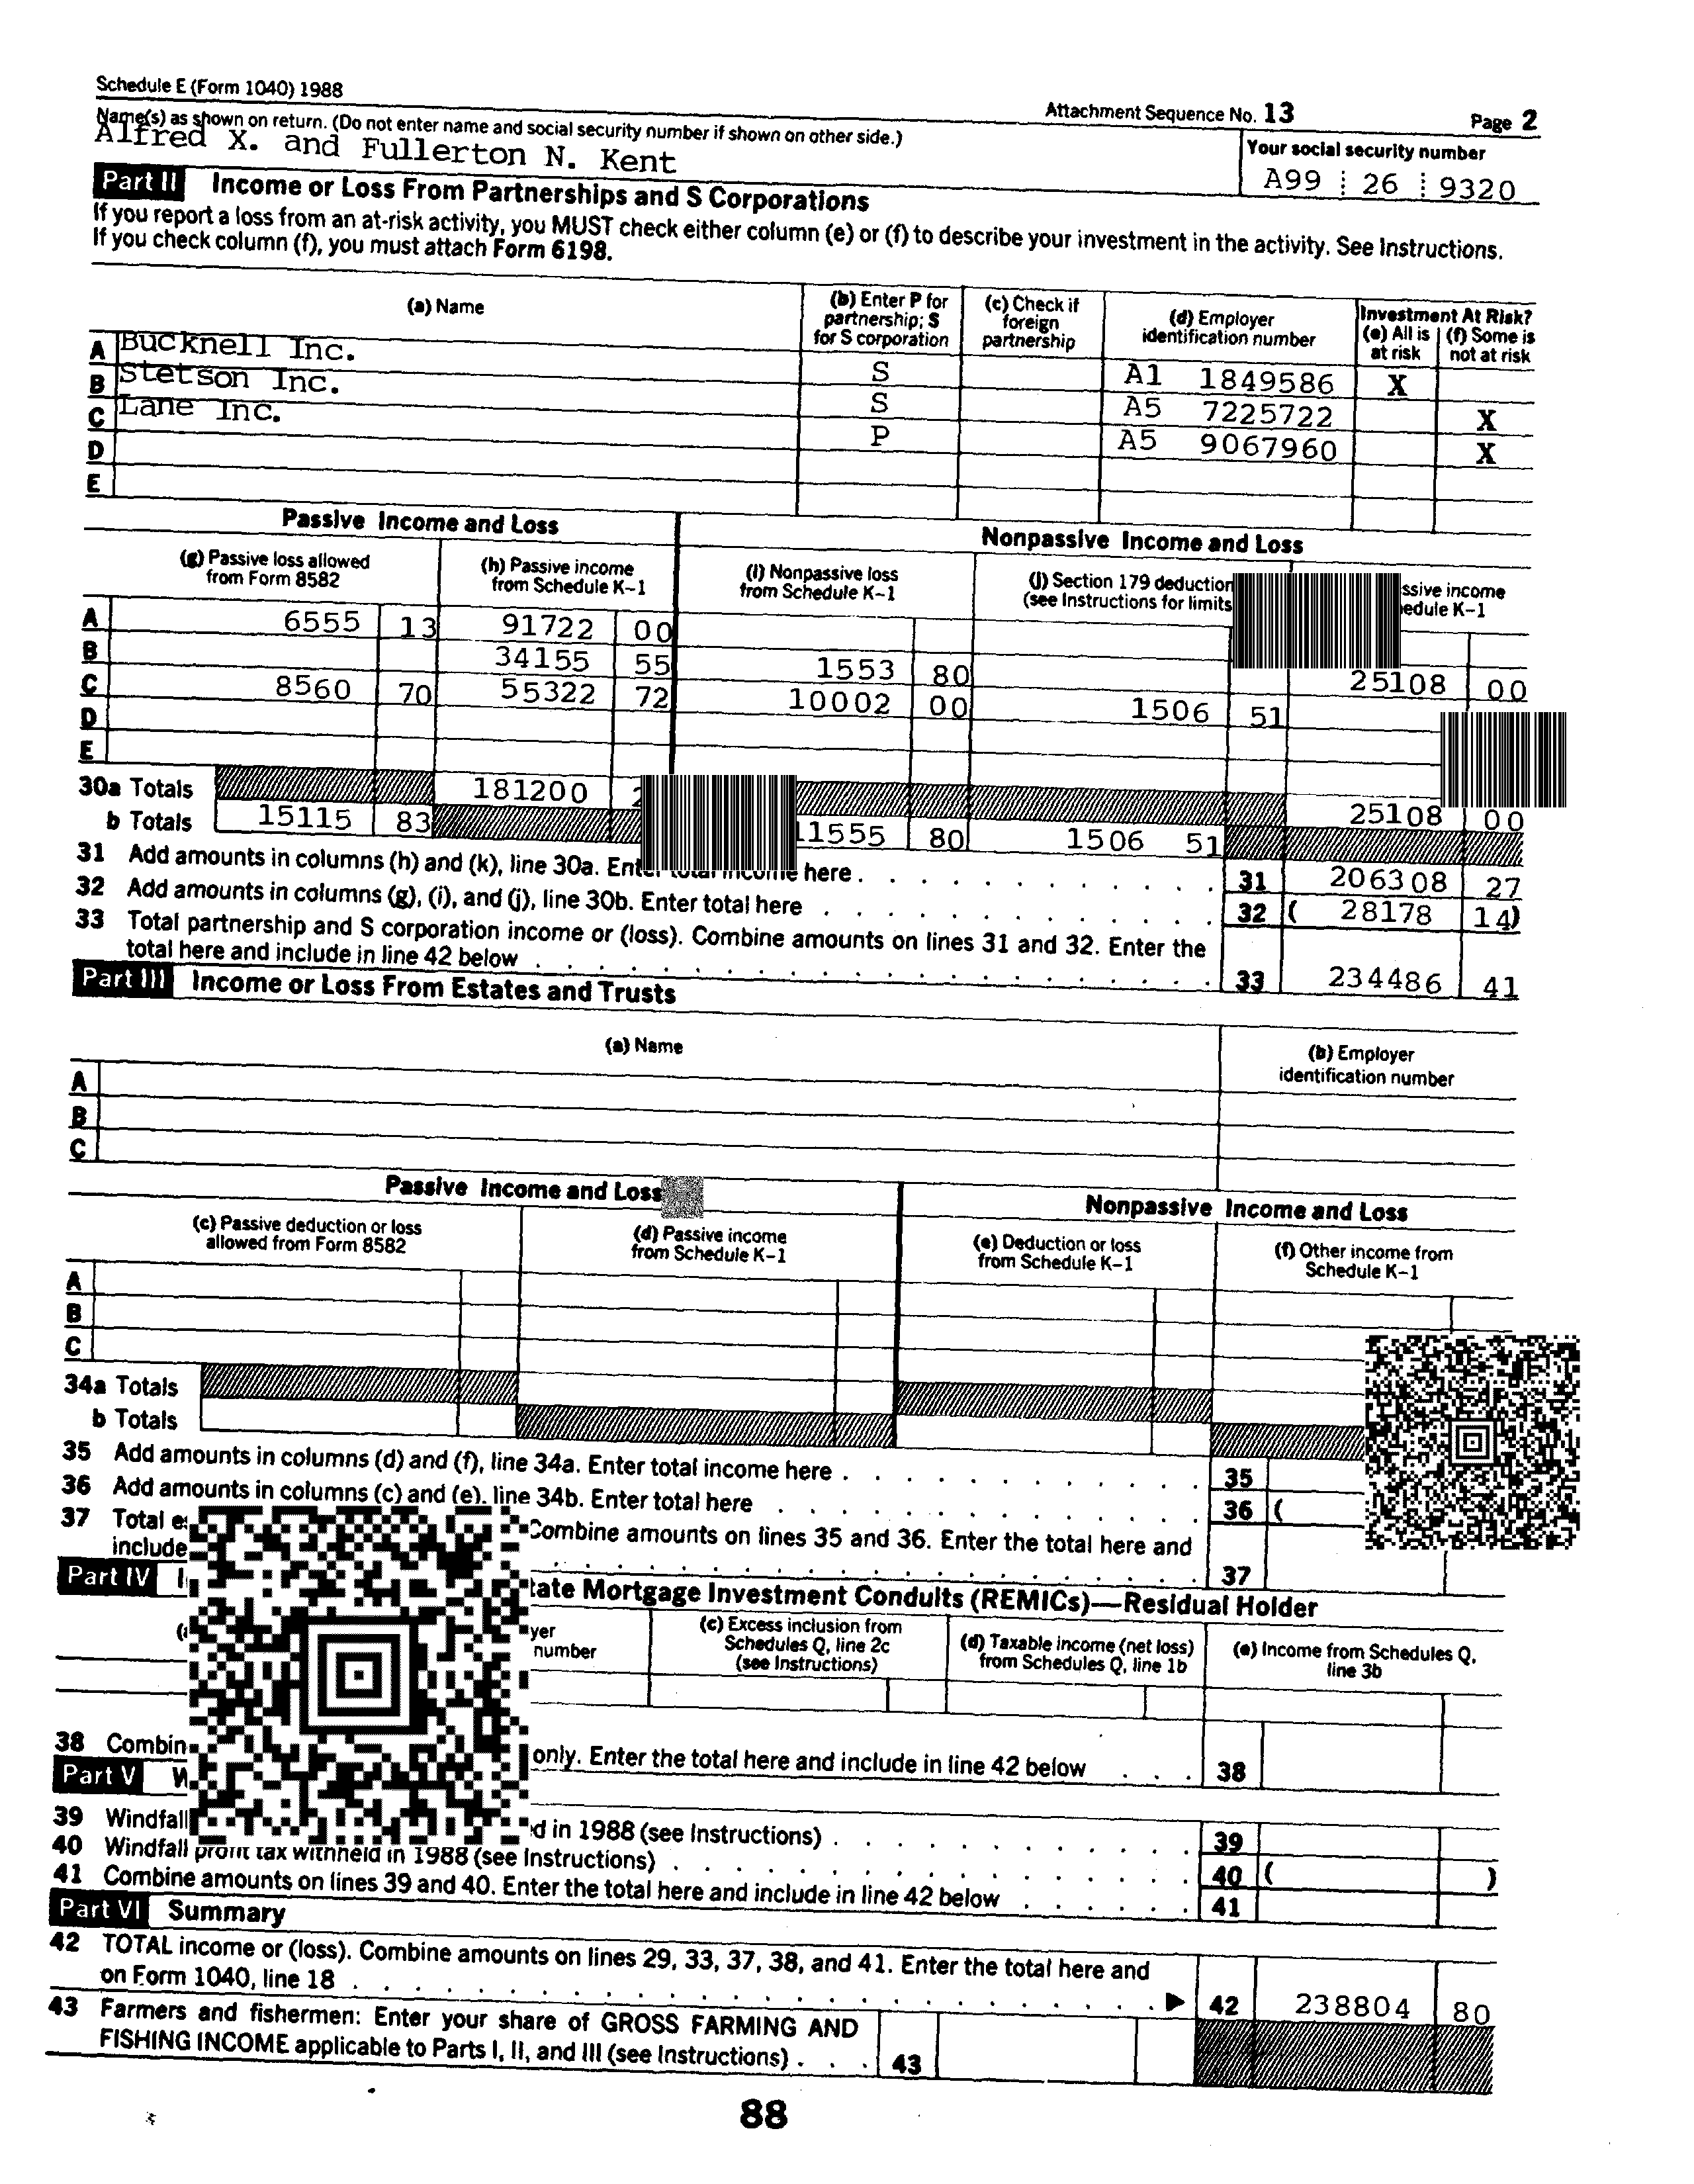 Schedule E (Form 1040) 1988
Attachment Sequence No. 13 Page 2
Name(s) as shown on return. (Do not enter name and social security number if shown on other side.)
Your social security number
Alfred X. and Fullerton N. Kent
A99 26 9320
Part II Income or Loss From Partnerships and S Corporations
If you report a loss from an at-risk activity, you MUST check either column (e) or (f) to describe your investment in the activity. See Instructions.
If you check column (f), you must attach Form 6198.
(a) Name
(b) Enter P for partnership; S for S corporation
(c) Check if foreign partnership
(d) Employer identification number
Investment At Risk?
(e) All is at risk
(f) Some is not at risk
A Bucknell Inc. S A1 1849586 X
B Stetson Inc. S A5 7225722 X
C Lane Inc. P A5 9067960 X
D
E
Passive Income and Loss
Nonpassive Income and Loss
(g) Passive loss allowed from Form 8582
(h) Passive income from Schedule K-1
(i) Nonpassive loss from Schedule K-1
(j) Section 179 deduction (see Instructions for limits
A 6555 13 91722 00
B 34155 55 1553 80 25108 00
C 8560 70 55322 72 10002 00 1506 51
D
E
30a Totals 181200 25108 00
b Totals 15115 83 11555 80 1506 51
31 Add amounts in columns (h) and (k), line 30a. Enter total income here . 31 206308 27
32 Add amounts in columns (g), (i), and (j), line 30b. Enter total here 32 ( 28178 14)
33 Total partnership and S corporation income or (loss). Combine amounts on lines 31 and 32. Enter the
total here and include in line 42 below 33 234486 41
Part III Income or Loss From Estates and Trusts
(a) Name
(b) Employer identification number
A
B
C
Passive Income and Loss
Nonpassive Income and Loss
(c) Passive deduction or loss allowed from Form 8582
(d) Passive income from Schedule K-1
(e) Deduction or loss from Schedule K-1
(f) Other income from Schedule K-1
A
B
C
34a Totals
b Totals
35 Add amounts in columns (d) and (f), line 34a. Enter total income here . 35
36 Add amounts in columns (c) and (e), line 34b. Enter total here 36 (
37 Total Combine amounts on lines 35 and 36. Enter the total here and
include 37
Part IV tate Mortgage Investment Conduits (REMICs)—Residual Holder
number
(c) Excess inclusion from Schedules Q, line 2c (see Instructions)
(d) Taxable income (net loss) from Schedules Q, line 1b
(e) Income from Schedules Q, line 3b
38 Combin only. Enter the total here and include in line 42 below 38
Part V
39 Windfall d in 1988 (see Instructions) . 39
40 Windfall profit tax withheld in 1988 (see Instructions) 40 ( )
41 Combine amounts on lines 39 and 40. Enter the total here and include in line 42 below 41
Part VI Summary
42 TOTAL income or (loss). Combine amounts on lines 29, 33, 37, 38, and 41. Enter the total here and
on Form 1040, line 18 42 238804 80
43 Farmers and fishermen: Enter your share of GROSS FARMING AND
FISHING INCOME applicable to Parts I, II, and III (see Instructions) . 43
88